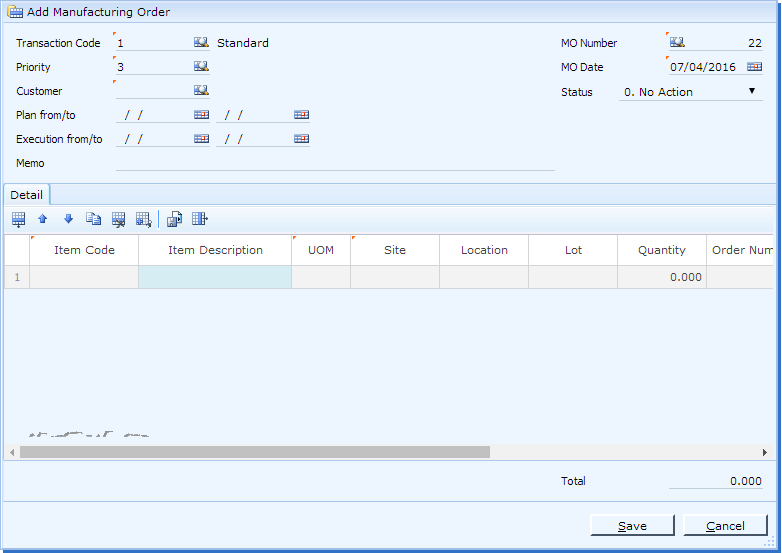 Add Manufacturing Order
Transaction Code 1 Standard MO Number 22
Priority 3 MO Date 07/04/2016
Customer Status 0. No Action
Plan from/to / / / /
Execution from/to / / / /
Memo
Detail
Item Code Item Description UOM Site Location Lot Quantity Order Num
1 0.000
Total 0.000
Save Cancel